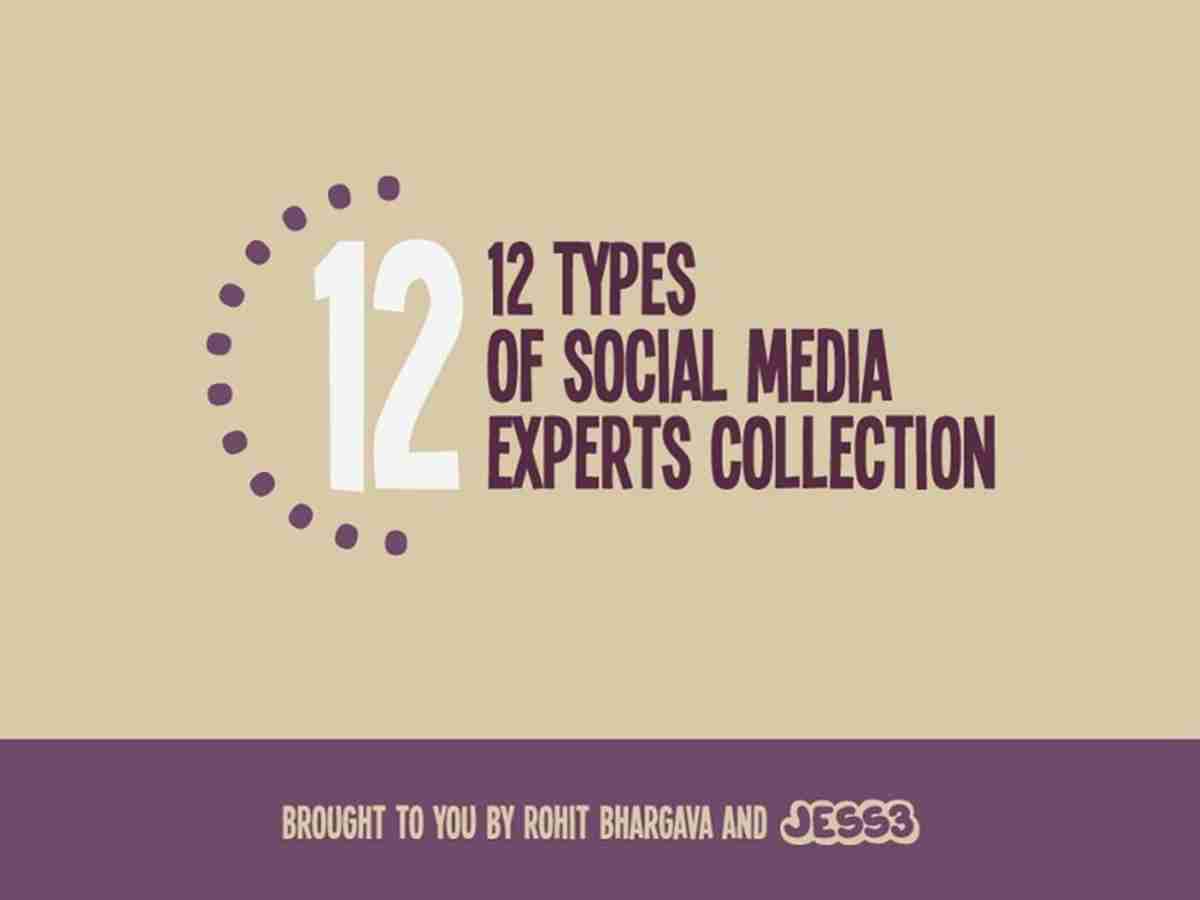 12
12 TYPES
OF SOCIAL MEDIA
EXPERTS COLLECTION
BROUGHT TO YOU BY ROHIT BHARGAVA AND JESS3